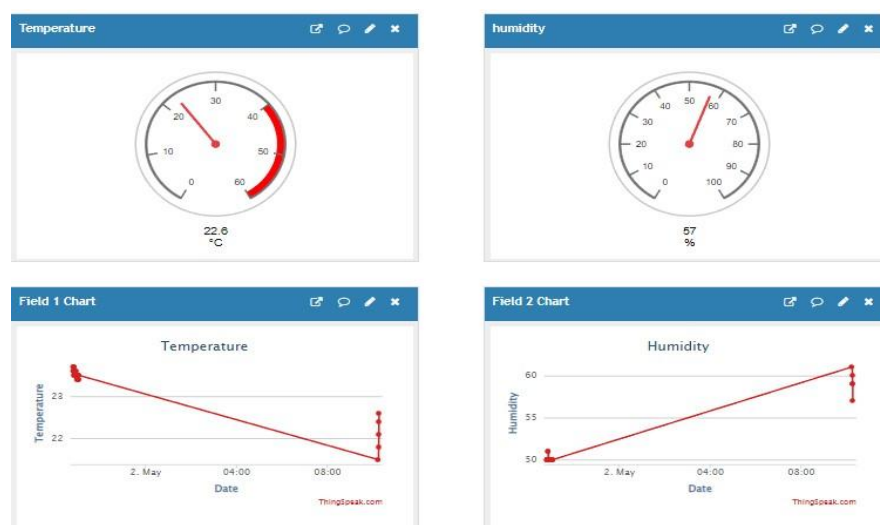 Temperature
humidity
0
10
20
30
40
50
60
22.6
°C
0
10
20
30
40
50
60
70
80
90
100
57
%
Field 1 Chart
Field 2 Chart
Temperature
Temperature
23
22
2. May
04:00
08:00
Date
ThingSpeak.com
Humidity
Humidity
60
55
50
2. May
04:00
08:00
Date
ThingSpeak.com